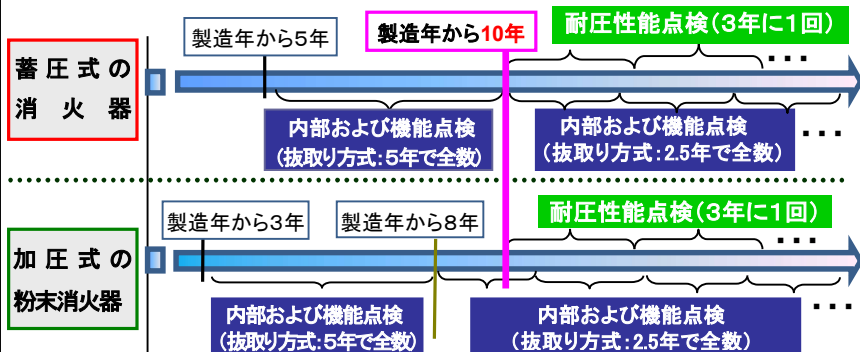 蓄圧式の
消火器
製造年から5年
製造年から10年
耐圧性能点検(3年に1回)
・・・
内部および機能点検
(抜取り方式:5年で全数)
内部および機能点検
(抜取り方式:2.5年で全数)
・・・
加圧式の
粉末消火器
製造年から3年
製造年から8年
耐圧性能点検(3年に1回)
・・・
内部および機能点検
(抜取り方式:5年で全数)
内部および機能点検
(抜取り方式:2.5年で全数)
・・・